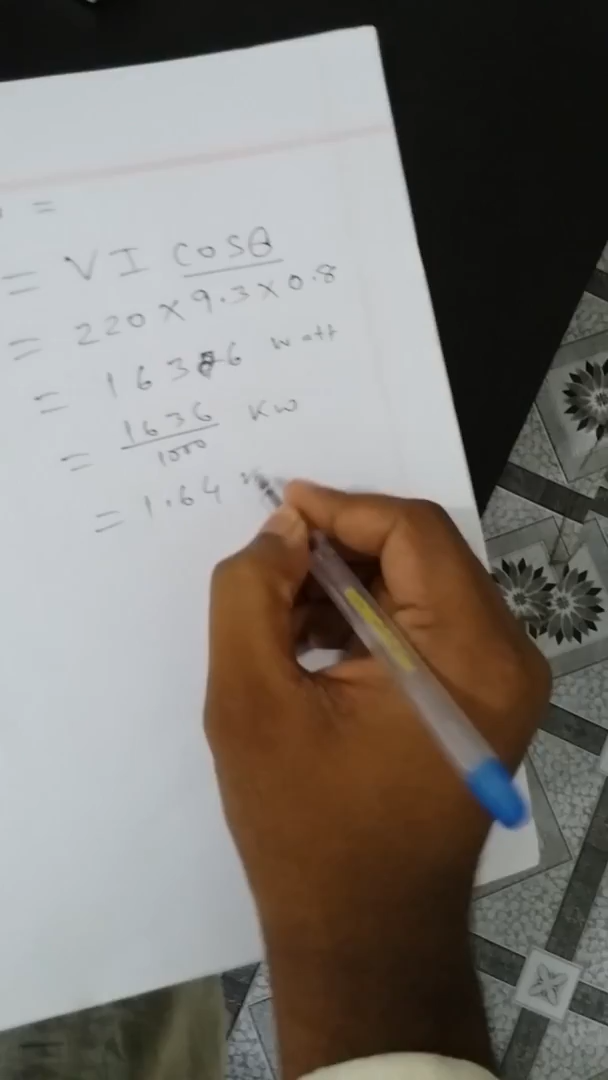 =
= VI cosθ
= 220 × 9.3 × 0.8
= 1636 watt
= 1636/1000 KW
= 1.64